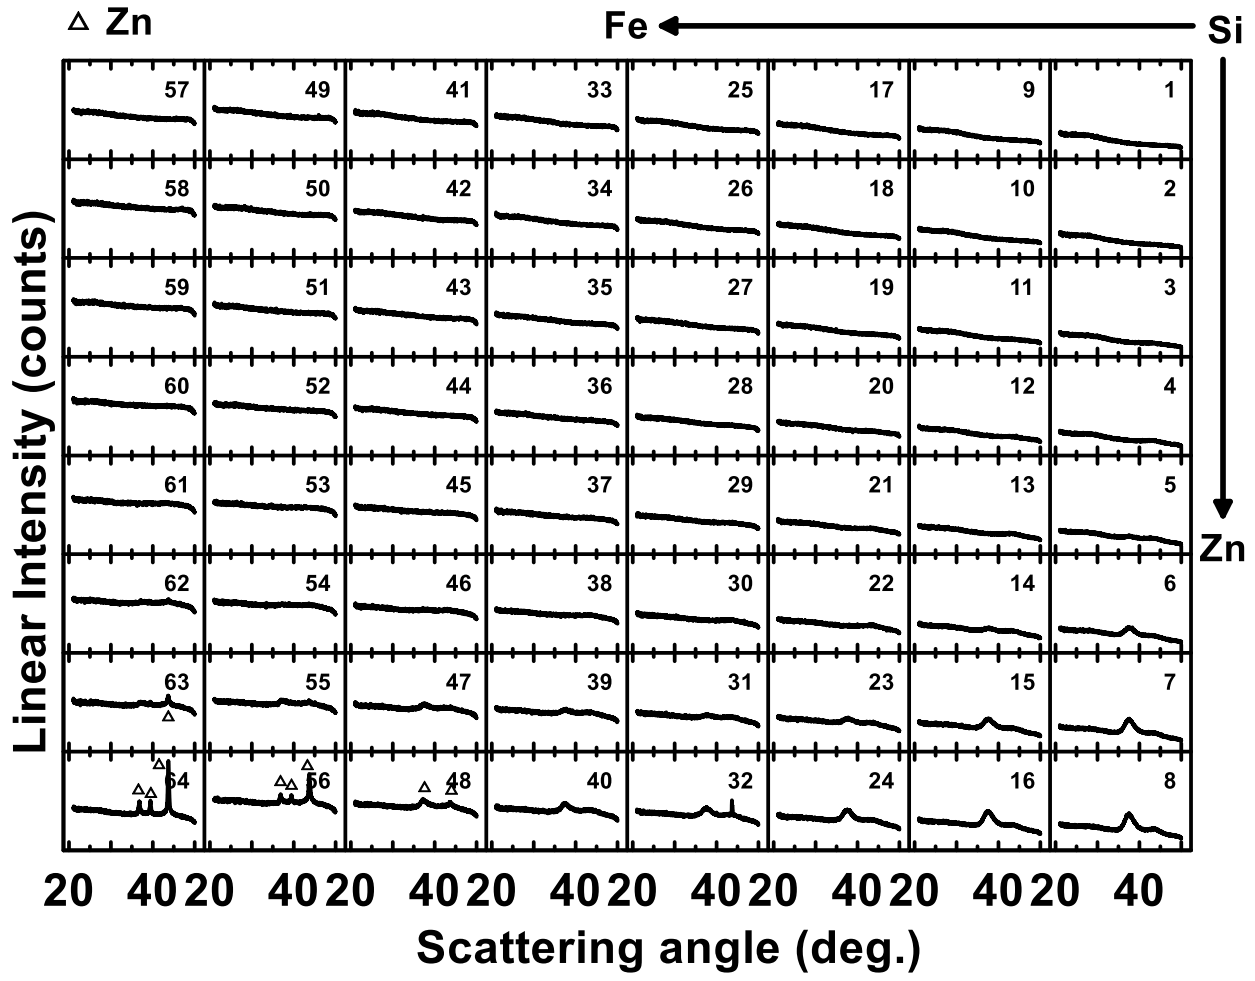 △ Zn
Fe
Si
57 49 41 33 25 17 9 1
58 50 42 34 26 18 10 2
59 51 43 35 27 19 11 3
60 52 44 36 28 20 12 4
61 53 45 37 29 21 13 5
Zn
62 54 46 38 30 22 14 6
63 55 47 39 31 23 15 7
64 56 48 40 32 24 16 8
20 40 20 40 20 40 20 40 20 40 20 40 20 40 20 40
Scattering angle (deg.)
Linear Intensity (counts)